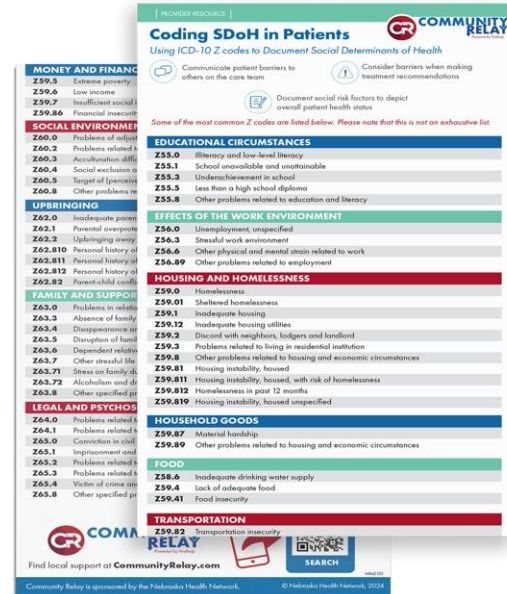 | PROVIDER RESOURCE |
Coding SDoH in Patients
CR COMMUNITY RELAY
Powered by findhelp
Using ICD-10 Z codes to Document Social Determinants of Health
Communicate patient barriers to
others on the care team
Consider barriers when making
treatment recommendations
Document social risk factors to depict
overall patient health status
Some of the most common Z codes are listed below. Please note that this is not an exhaustive list.
EDUCATIONAL CIRCUMSTANCES
Z55.0 Illiteracy and low-level literacy
Z55.1 School unavailable and unattainable
Z55.3 Underachievement in school
Z55.5 Less than a high school diploma
Z55.8 Other problems related to education and literacy
EFFECTS OF THE WORK ENVIRONMENT
Z56.0 Unemployment, unspecified
Z56.3 Stressful work environment
Z56.6 Other physical and mental strain related to work
Z56.89 Other problems related to employment
HOUSING AND HOMELESSNESS
Z59.0 Homelessness
Z59.01 Sheltered homelessness
Z59.1 Inadequate housing
Z59.12 Inadequate housing utilities
Z59.2 Discord with neighbors, lodgers and landlord
Z59.3 Problems related to living in residential institution
Z59.8 Other problems related to housing and economic circumstances
Z59.81 Housing instability, housed
Z59.811 Housing instability, housed, with risk of homelessness
Z59.812 Homelessness in past 12 months
Z59.819 Housing instability, housed unspecified
HOUSEHOLD GOODS
Z59.87 Material hardship
Z59.89 Other problems related to housing and economic circumstances
FOOD
Z58.6 Inadequate drinking water supply
Z59.4 Lack of adequate food
Z59.41 Food insecurity
TRANSPORTATION
Z59.82 Transportation insecurity
MONEY AND FINANC
Z59.5 Extreme poverty
Z59.6 Low income
Z59.7 Insufficient social i
Z59.86 Financial insecurit
SOCIAL ENVIRONMEN
Z60.0 Problems of adjust
Z60.2 Problems related t
Z60.3 Acculturation diffic
Z60.4 Social exclusion a
Z60.5 Target of (perceive
Z60.8 Other problems re
UPBRINGING
Z62.0 Inadequate paren
Z62.1 Parental overprote
Z62.2 Upbringing away
Z62.810 Personal history of
Z62.811 Personal history of
Z62.812 Personal history of
Z62.82 Parent-child confli
FAMILY AND SUPPOR
Z63.0 Problems in relatio
Z63.3 Absence of family
Z63.4 Disappearance an
Z63.5 Disruption of famil
Z63.6 Dependent relative
Z63.7 Other stressful life
Z63.71 Stress on family du
Z63.72 Alcoholism and dr
Z63.8 Other specified pr
LEGAL AND PSYCHOS
Z64.0 Problems related t
Z64.1 Problems related t
Z65.0 Conviction in civil
Z65.1 Imprisonment and
Z65.2 Problems related t
Z65.3 Problems related t
Z65.4 Victim of crime an
Z65.8 Other specified pr
CR COMM
RELAY
Powered by findhelp
Find local support at CommunityRelay.com
SEARCH
Community Relay is sponsored by the Nebraska Health Network.
© Nebraska Health Network, 2024